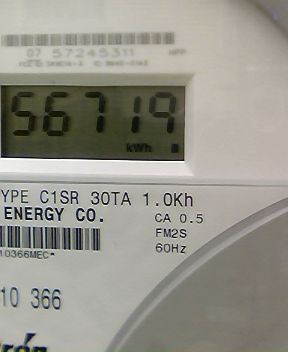 07 57245311
56719
kWh
YPE C1SR 30TA 1.0Kh
ENERGY CO.
CA 0.5
FM2S
60Hz
10366MEC*
10 366
rón